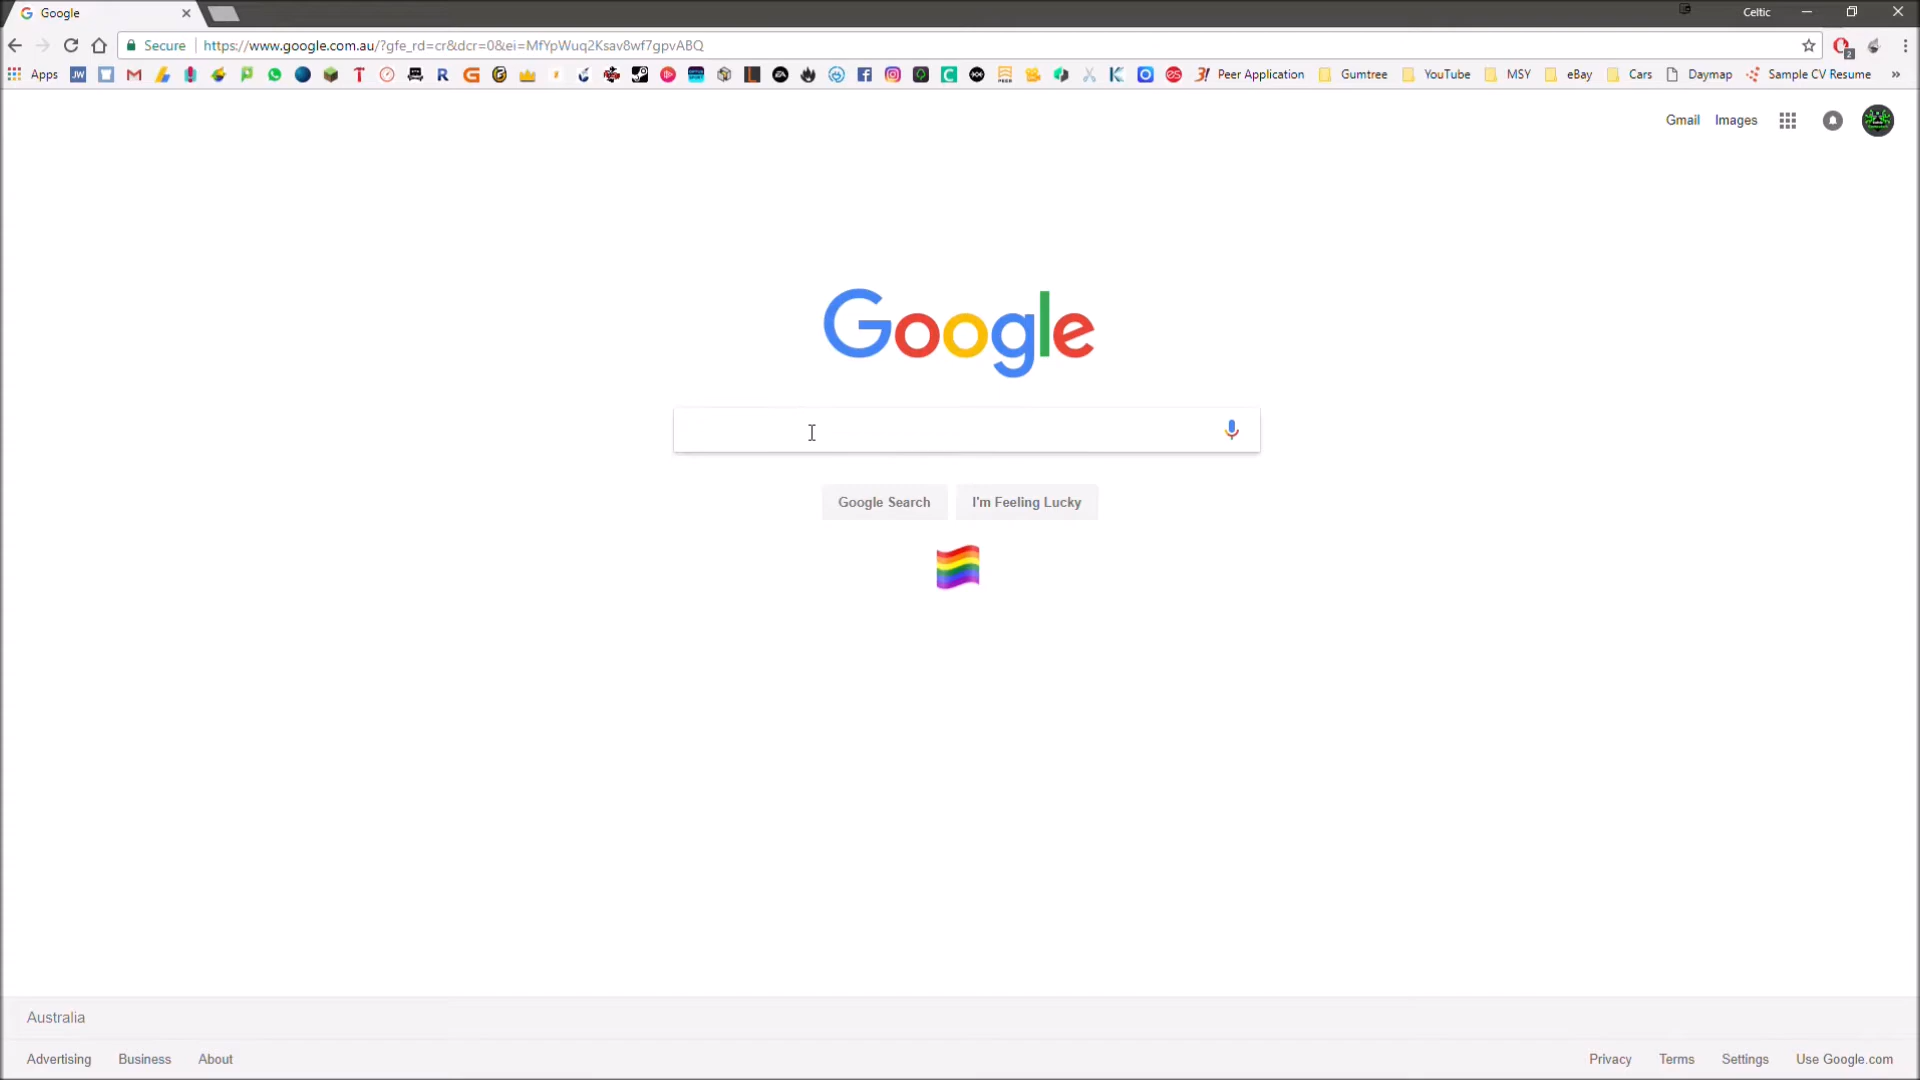 Google
Celtic
Secure https://www.google.com.au/?gfe_rd=cr&dcr=0&ei=MfYpWuq2Ksav8wf7gpvABQ
Apps Peer Application Gumtree YouTube MSY eBay Cars Daymap Sample CV Resume »
Gmail Images
Google
Google Search I'm Feeling Lucky
Australia
Advertising Business About Privacy Terms Settings Use Google.com